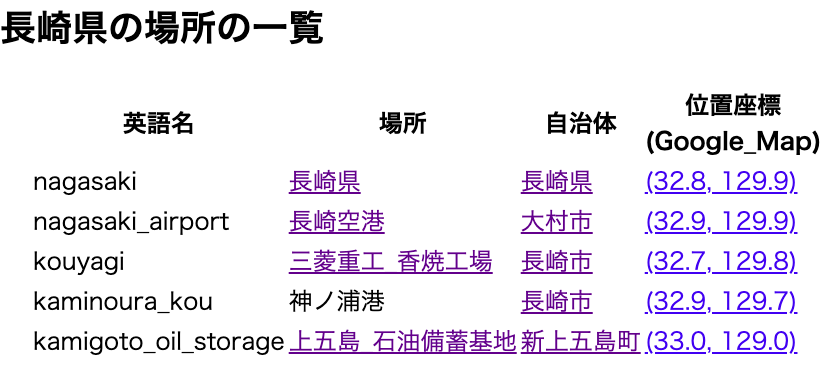 長崎県の場所の一覧
英語名 場所 自治体 位置座標 (Google_Map)
nagasaki 長崎県 長崎県 (32.8, 129.9)
nagasaki_airport 長崎空港 大村市 (32.9, 129.9)
kouyagi 三菱重工_香焼工場 長崎市 (32.7, 129.8)
kaminoura_kou 神ノ浦港 長崎市 (32.9, 129.7)
kamigoto_oil_storage 上五島_石油備蓄基地 新上五島町 (33.0, 129.0)